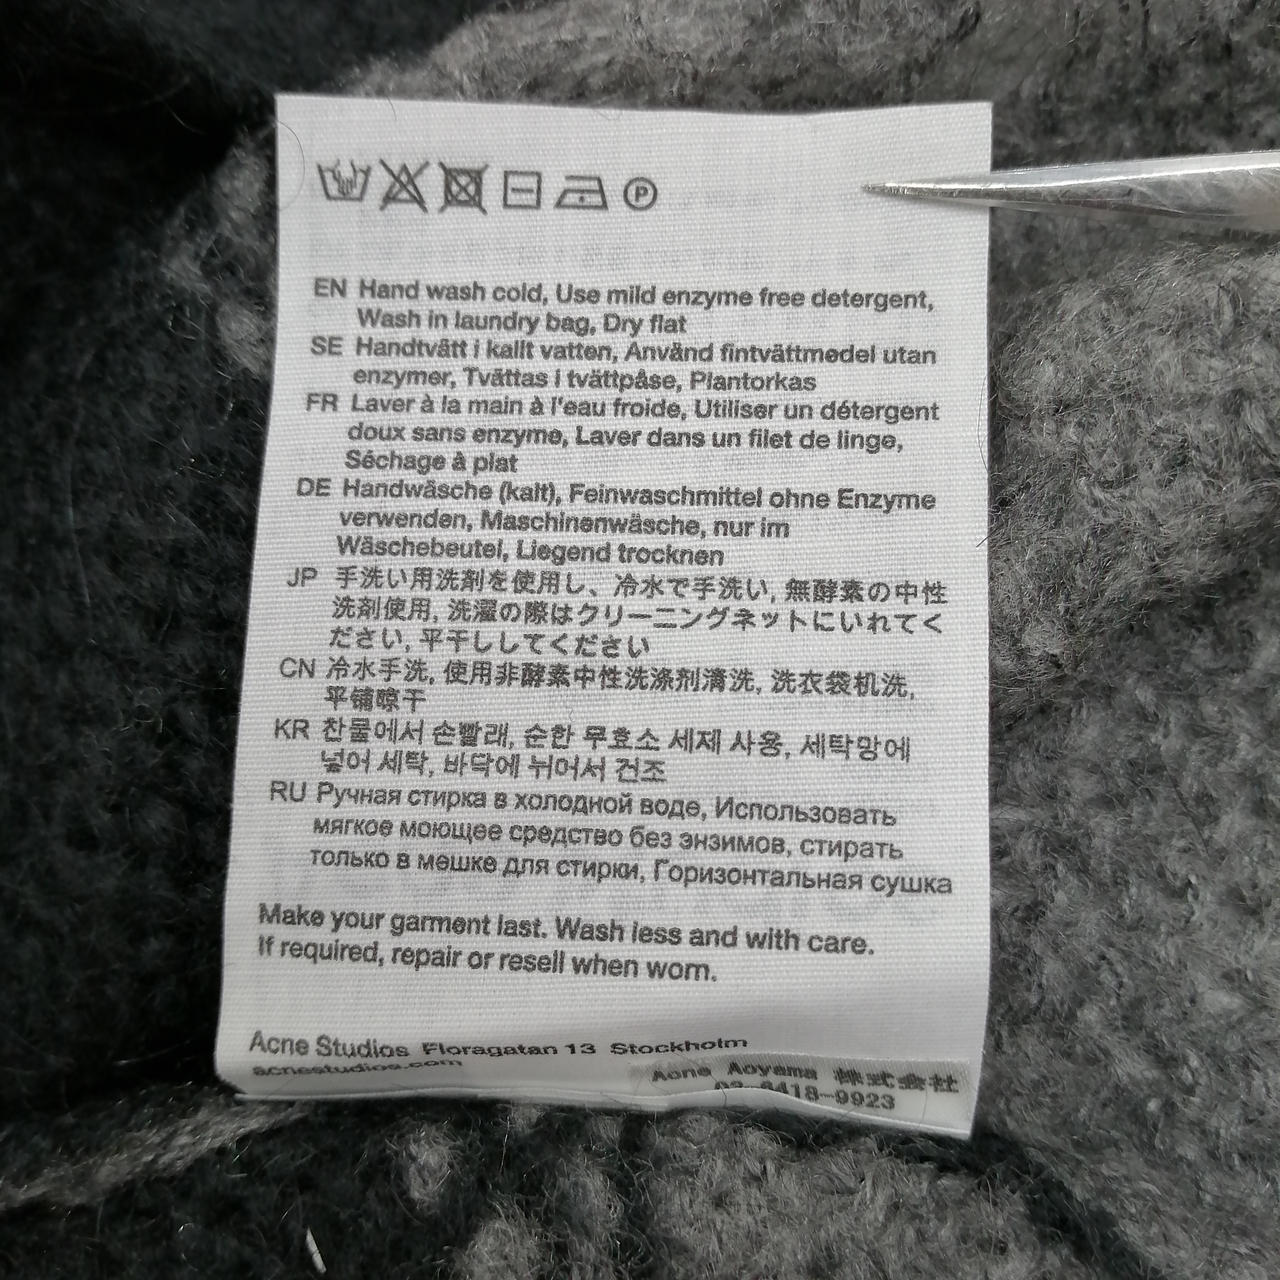 P
EN Hand wash cold, Use mild enzyme free detergent,
Wash in laundry bag, Dry flat
SE Handtvätt i kallt vatten, Använd fintvättmedel utan
enzymer, Tvättas i tvättpåse, Plantorkas
FR Laver à la main à l'eau froide, Utiliser un détergent
doux sans enzyme, Laver dans un filet de linge,
Séchage à plat
DE Handwäsche (kalt), Feinwaschmittel ohne Enzyme
verwenden, Maschinenwäsche, nur im
Wäschebeutel, Liegend trocknen
JP 手洗い用洗剤を使用し、冷水で手洗い, 無酵素の中性
洗剤使用, 洗濯の際はクリーニングネットにいれてく
ださい, 平干ししてください
CN 冷水手洗, 使用非酵素中性洗涤剂清洗, 洗衣袋机洗,
平铺晾干
KR 찬물에서 손빨래, 순한 무효소 세제 사용, 세탁망에
넣어 세탁, 바닥에 뉘어서 건조
RU Ручная стирка в холодной воде, Использовать
мягкое моющее средство без энзимов, стирать
только в мешке для стирки, Горизонтальная сушка
Make your garment last. Wash less and with care.
If required, repair or resell when worn.
Acne Studios Floragatan 13 Stockholm
acnestudios.com
Acne Aoyama 株式会社
03-6418-9923